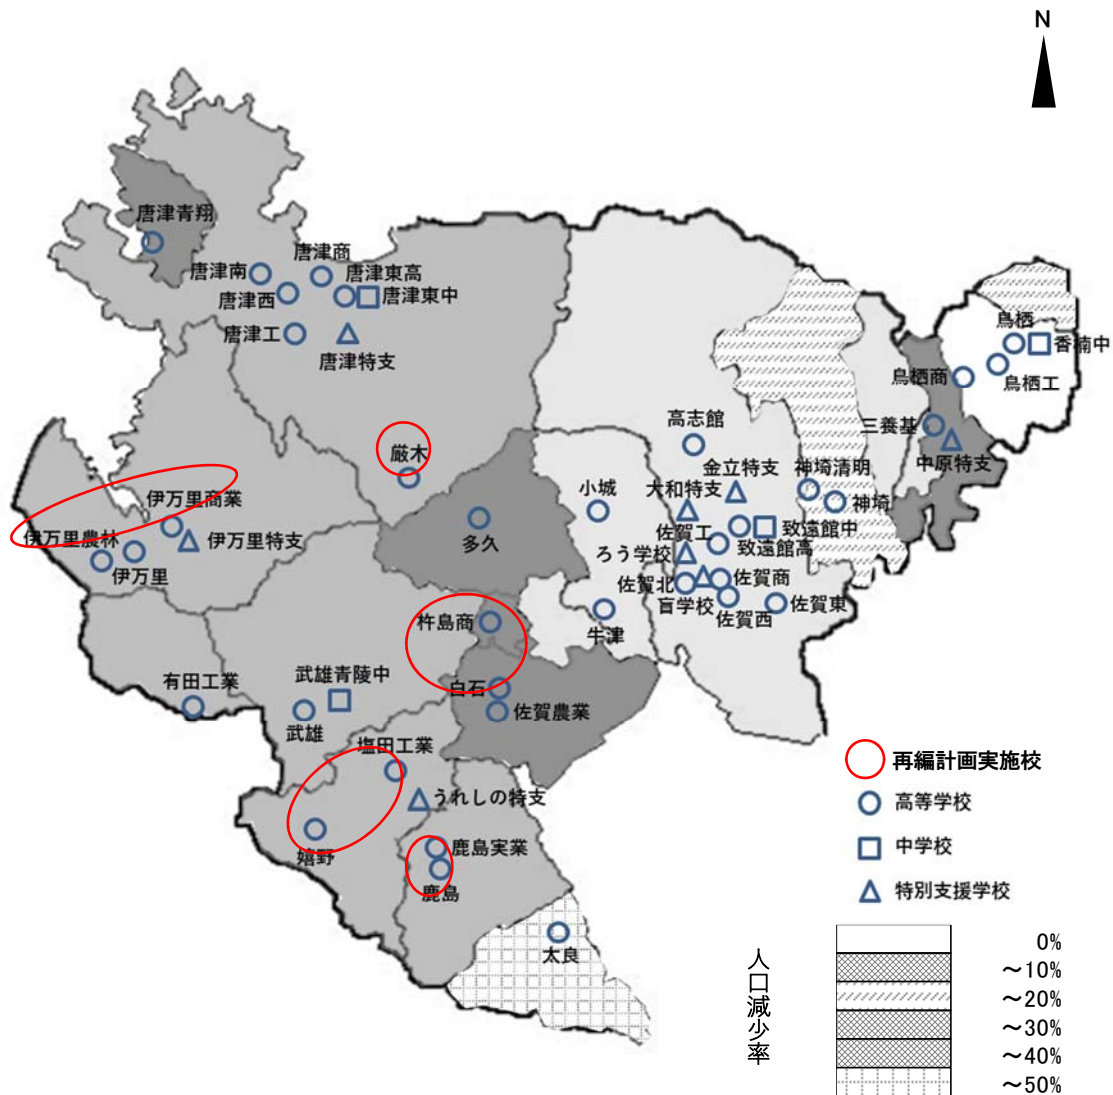 N
唐津青翔
唐津商
唐津南
唐津東高
唐津西
唐津東中
唐津工
唐津特支
鳥栖
香楠中
鳥栖商
鳥栖工
三養基
中原特支
高志館
厳木
金立特支
神埼清明
小城
大和特支
神埼
伊万里商業
佐賀工
致遠館中
伊万里農林
伊万里特支
多久
ろう学校
致遠館高
伊万里
佐賀北
佐賀商
盲学校
佐賀西
佐賀東
杵島商
牛津
有田工業
武雄青陵中
白石
佐賀農業
武雄
塩田工業
うれしの特支
嬉野
鹿島実業
鹿島
太良
再編計画実施校
高等学校
中学校
特別支援学校
人口減少率
0%
~10%
~20%
~30%
~40%
~50%